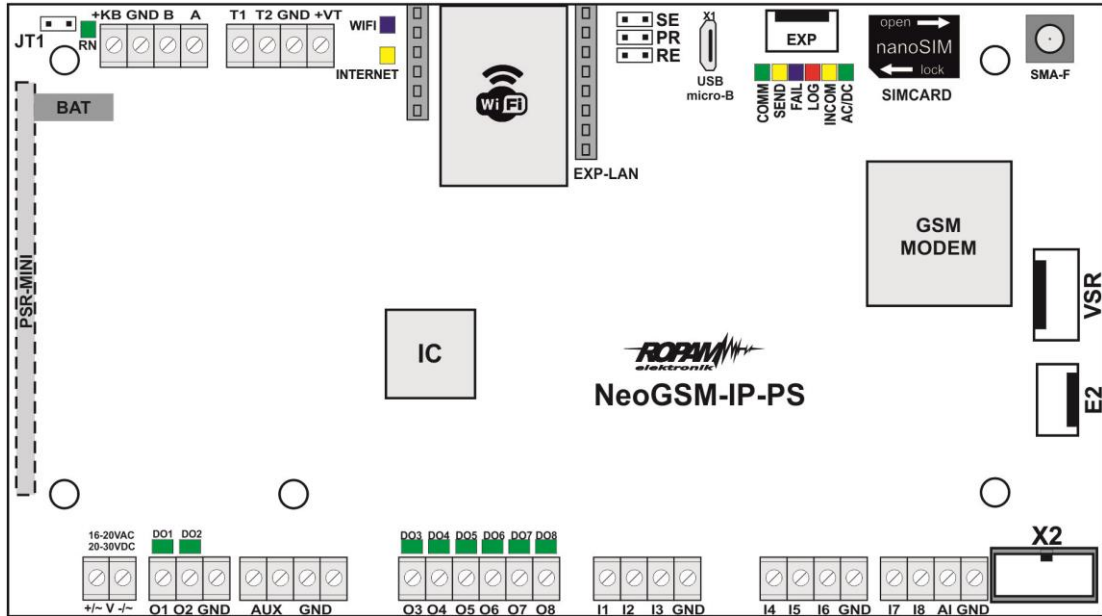 +KB GND B A
T1 T2 GND +VT
JT1
RN
WIFI
INTERNET
WiFi
EXP-LAN
SE
PR
RE
X1
USB
micro-B
EXP
COMM
SEND
FAIL
LOG
INCOM
AC/DC
open
nanoSIM
lock
SIMCARD
SMA-F
BAT
PSR-MINI
GSM
MODEM
VSR
E2
IC
ROPAM
elektronik
NeoGSM-IP-PS
16-20VAC
20-30VDC
DO1 DO2
DO3 DO4 DO5 DO6 DO7 DO8
X2
+/~ V -/~
O1 O2 GND
AUX GND
O3 O4 O5 O6 O7 O8
I1 I2 I3 GND
I4 I5 I6 GND
I7 I8 AI GND